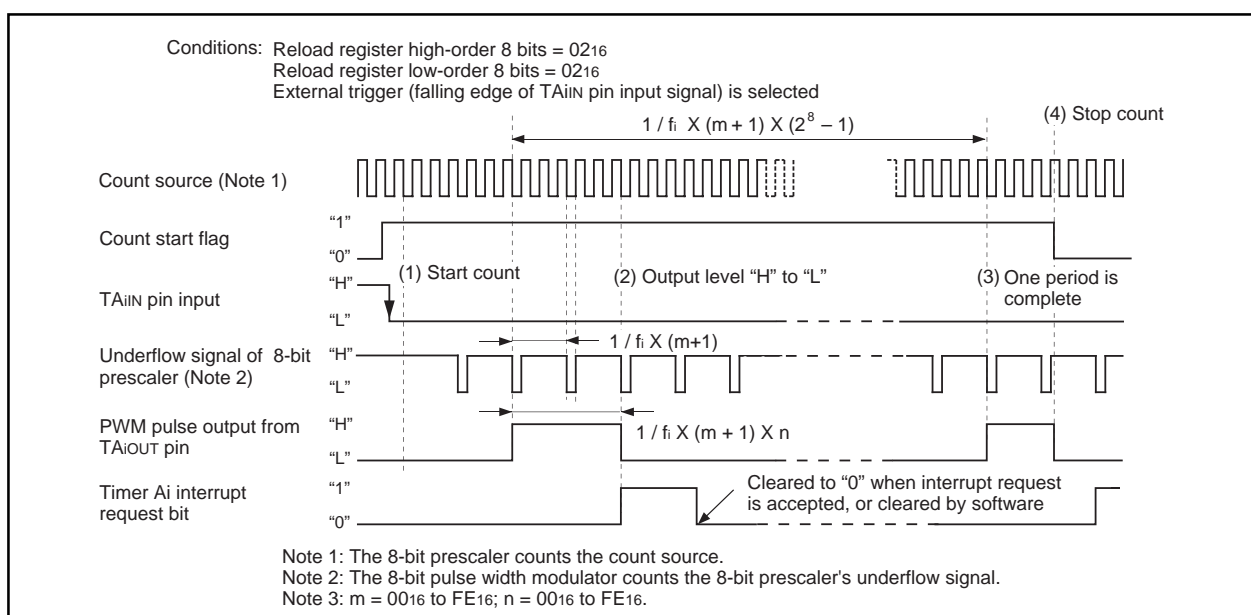 Conditions: Reload register high-order 8 bits = 0216
Reload register low-order 8 bits = 0216
External trigger (falling edge of TAiIN pin input signal) is selected
1 / fi X (m + 1) X (2^8 – 1)
(4) Stop count
Count source (Note 1)
Count start flag
“1”
“0”
(1) Start count
(2) Output level “H” to “L”
(3) One period is
complete
TAiIN pin input
“H”
“L”
1 / fi X (m+1)
Underflow signal of 8-bit
prescaler (Note 2)
“H”
“L”
PWM pulse output from
TAiOUT pin
“H”
“L”
1 / fi X (m + 1) X n
Timer Ai interrupt
request bit
“1”
“0”
Cleared to “0” when interrupt request
is accepted, or cleared by software
Note 1: The 8-bit prescaler counts the count source.
Note 2: The 8-bit pulse width modulator counts the 8-bit prescaler's underflow signal.
Note 3: m = 0016 to FE16; n = 0016 to FE16.